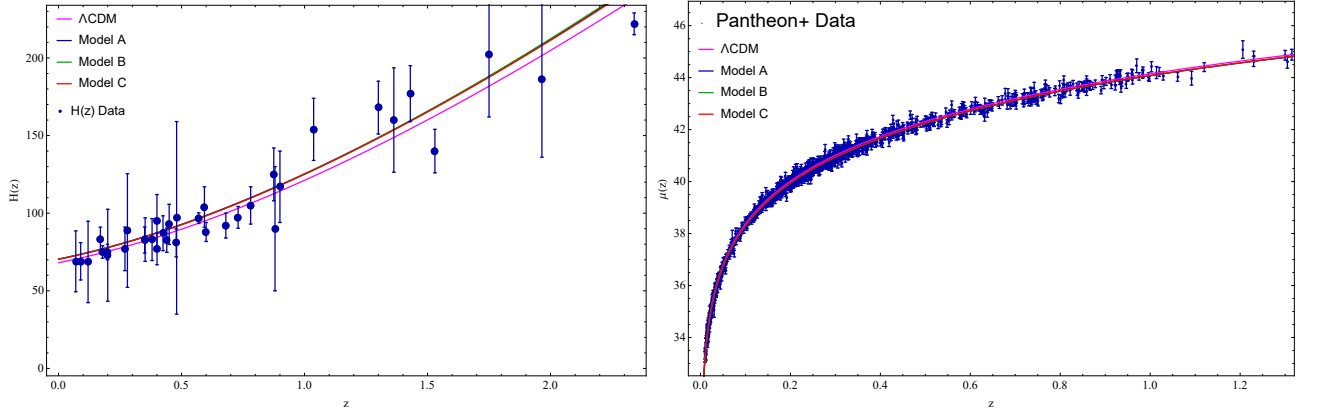 ΛCDM
Model A
Model B
Model C
H(z) Data
H(z)
200
150
100
50
0
0.0 0.5 1.0 1.5 2.0
z
Pantheon+ Data
ΛCDM
Model A
Model B
Model C
μ(z)
46
44
42
40
38
36
34
0.0 0.2 0.4 0.6 0.8 1.0 1.2
z